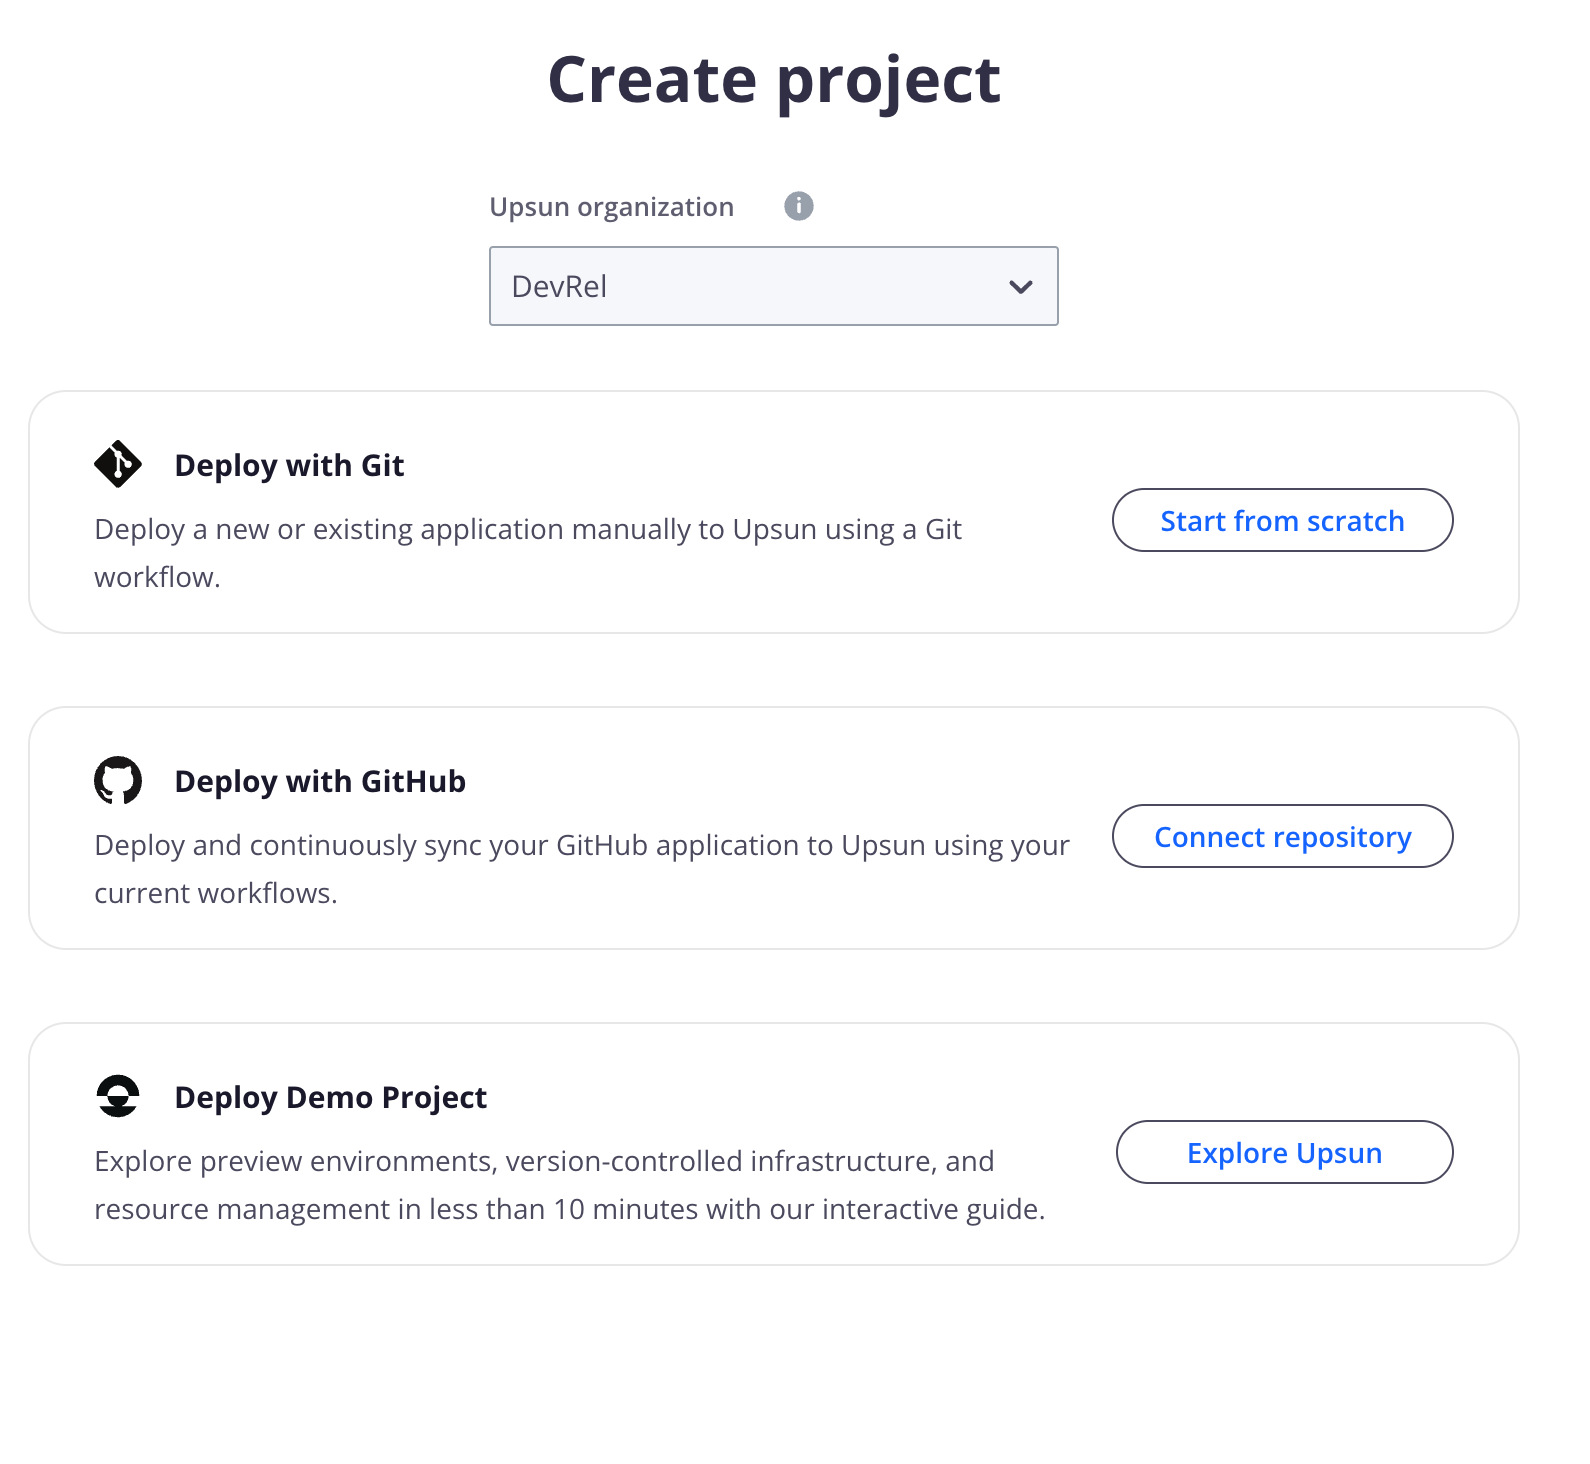 Create project
Upsun organization
DevRel
Deploy with Git
Deploy a new or existing application manually to Upsun using a Git
workflow.
Start from scratch
Deploy with GitHub
Deploy and continuously sync your GitHub application to Upsun using your
current workflows.
Connect repository
Deploy Demo Project
Explore preview environments, version-controlled infrastructure, and
resource management in less than 10 minutes with our interactive guide.
Explore Upsun